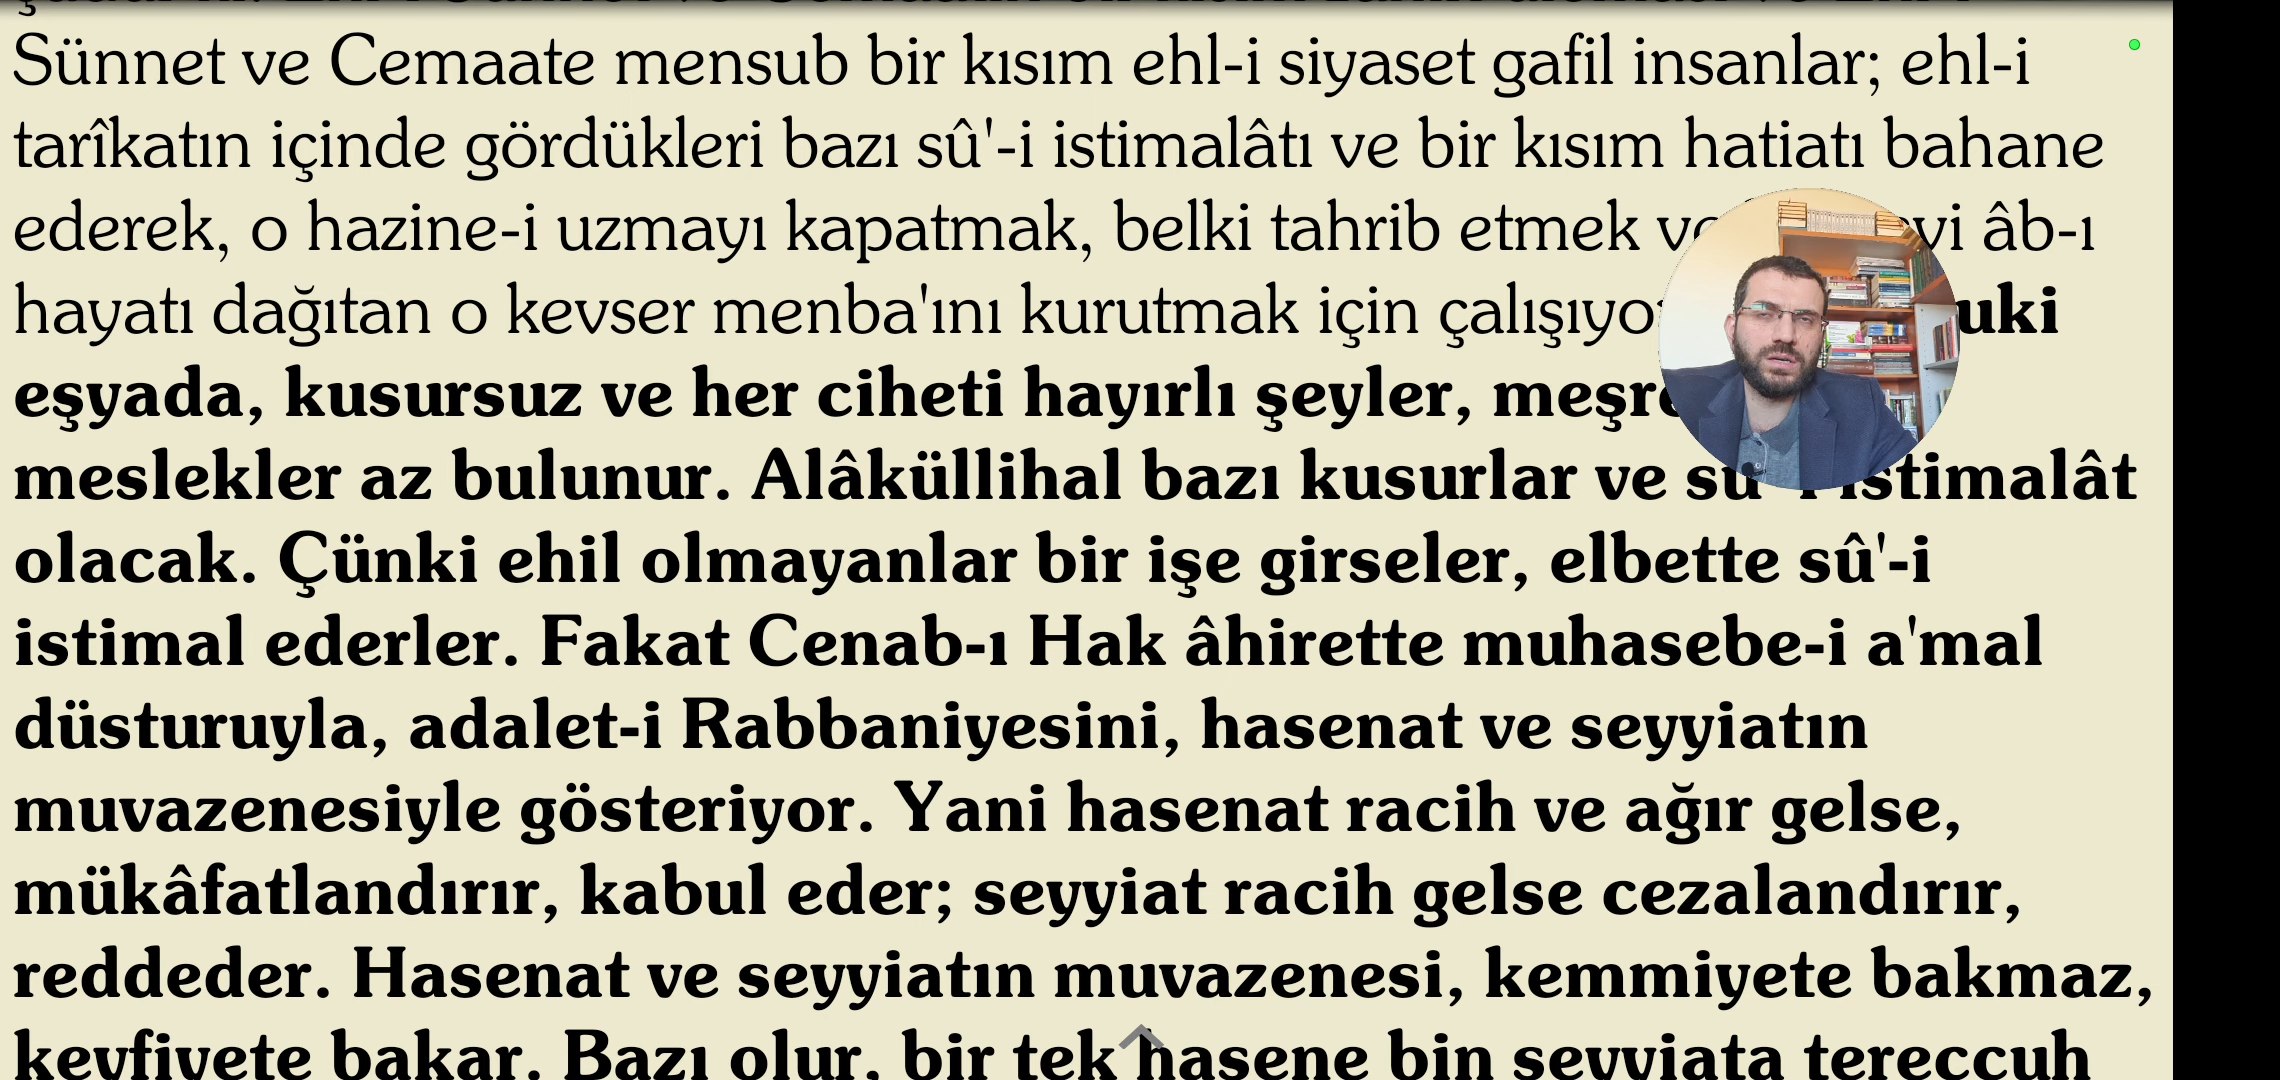 Sünnet ve Cemaate mensub bir kısım ehl-i siyaset gafil insanlar; ehl-i
tarîkatın içinde gördükleri bazı sû'-i istimalâtı ve bir kısım hatiatı bahane
ederek, o hazine-i uzmayı kapatmak, belki tahrib etmek âb-ı
hayatı dağıtan o kevser menba'ını kurutmak için
eşyada, kusursuz ve her ciheti hayırlı şeyler,
meslekler az bulunur. Alâküllihal bazı kusurlar ve sû'-i istimalât
olacak. Çünki ehil olmayanlar bir işe girseler, elbette sû'-i
istimal ederler. Fakat Cenab-ı Hak âhirette muhasebe-i a'mal
düsturuyla, adalet-i Rabbaniyesini, hasenat ve seyyiatın
muvazenesiyle gösteriyor. Yani hasenat racih ve ağır gelse,
mükâfatlandırır, kabul eder; seyyiat racih gelse cezalandırır,
reddeder. Hasenat ve seyyiatın muvazenesi, kemmiyete bakmaz,
keyfiyete bakar. Bazı olur, bir tek hasene bin seyyiata tereccuh